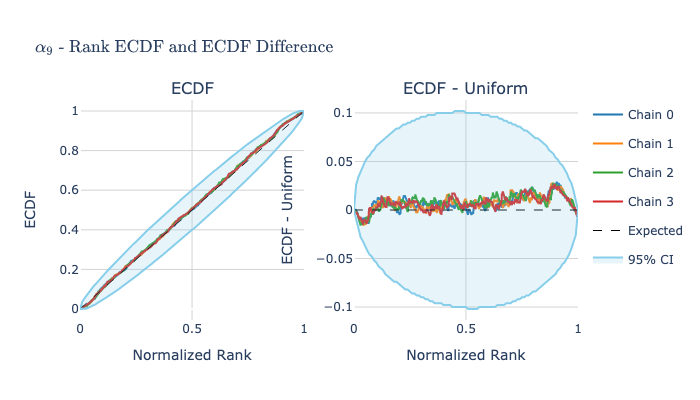 α₉ - Rank ECDF and ECDF Difference
ECDF
ECDF - Uniform
ECDF
1
0.8
0.6
0.4
0.2
0
0
0.5
1
Normalized Rank
ECDF - Uniform
0.1
0.05
0
−0.05
−0.1
0
0.5
1
Normalized Rank
Chain 0
Chain 1
Chain 2
Chain 3
Expected
95% CI